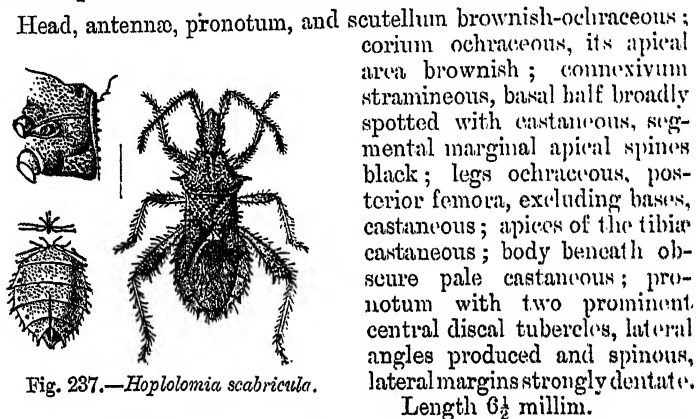 Head, antennæ, pronotum, and scutellum brownish-ochraceous;
corium ochraceous, its apical
area brownish; connexivum
stramineous, basal half broadly
spotted with castaneous, seg-
mental marginal apical spines
black; legs ochraceous, pos-
terior femora, excluding bases,
castaneous; apices of the tibiæ
castaneous; body beneath ob-
scure pale castaneous; pro-
notum with two prominent
central discal tubercles, lateral
angles produced and spinous,
lateral margins strongly dentate.
Length 6½ millim.
Fig. 237.—Hoplolomia scabricula.